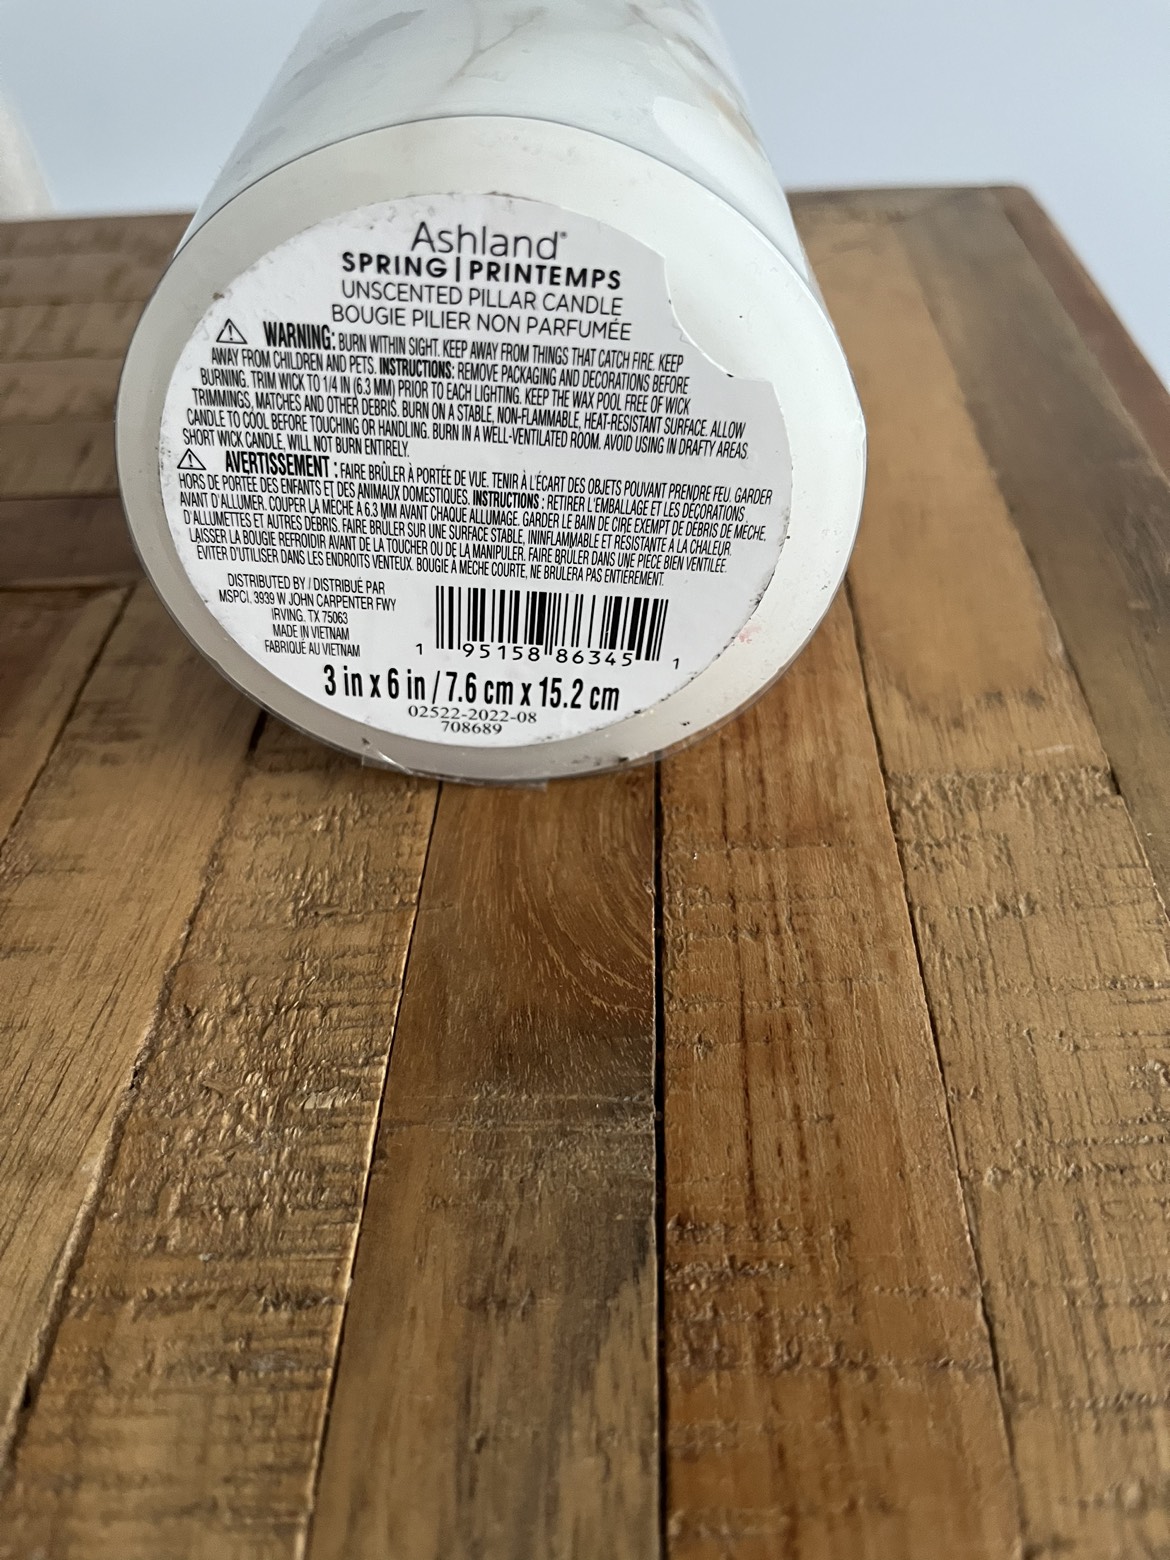 Ashland®
SPRING | PRINTEMPS
UNSCENTED PILLAR CANDLE
BOUGIE PILIER NON PARFUMÉE
WARNING: BURN WITHIN SIGHT. KEEP AWAY FROM THINGS THAT CATCH FIRE. KEEP
AWAY FROM CHILDREN AND PETS. INSTRUCTIONS: REMOVE PACKAGING AND DECORATIONS BEFORE
BURNING. TRIM WICK TO 1/4 IN (6.3 MM) PRIOR TO EACH LIGHTING. KEEP THE WAX POOL FREE OF WICK
TRIMMINGS, MATCHES AND OTHER DEBRIS. BURN ON A STABLE, NON-FLAMMABLE, HEAT-RESISTANT SURFACE. ALLOW
CANDLE TO COOL BEFORE TOUCHING OR HANDLING. BURN IN A WELL-VENTILATED ROOM. AVOID USING IN DRAFTY AREAS.
SHORT WICK CANDLE, WILL NOT BURN ENTIRELY.
AVERTISSEMENT : FAIRE BRÛLER À PORTÉE DE VUE. TENIR À L'ÉCART DES OBJETS POUVANT PRENDRE FEU. GARDER
HORS DE PORTÉE DES ENFANTS ET DES ANIMAUX DOMESTIQUES. INSTRUCTIONS : RETIRER L'EMBALLAGE ET LES DÉCORATIONS
AVANT D'ALLUMER. COUPER LA MÈCHE À 6.3 MM AVANT CHAQUE ALLUMAGE. GARDER LE BAIN DE CIRE EXEMPT DE DÉBRIS DE MÈCHE,
D'ALLUMETTES ET AUTRES DÉBRIS. FAIRE BRÛLER SUR UNE SURFACE STABLE, ININFLAMMABLE ET RÉSISTANTE À LA CHALEUR.
LAISSER LA BOUGIE REFROIDIR AVANT DE LA TOUCHER OU DE LA MANIPULER. FAIRE BRÛLER DANS UNE PIÈCE BIEN VENTILÉE.
ÉVITER D'UTILISER DANS LES ENDROITS VENTEUX. BOUGIE À MÈCHE COURTE, NE BRÛLERA PAS ENTIÈREMENT.
DISTRIBUTED BY / DISTRIBUÉ PAR
MSPCI, 3939 W JOHN CARPENTER FWY
IRVING, TX 75063
MADE IN VIETNAM
FABRIQUÉ AU VIETNAM
1 95158 86345 1
3 in x 6 in / 7.6 cm x 15.2 cm
02522-2022-08
708689